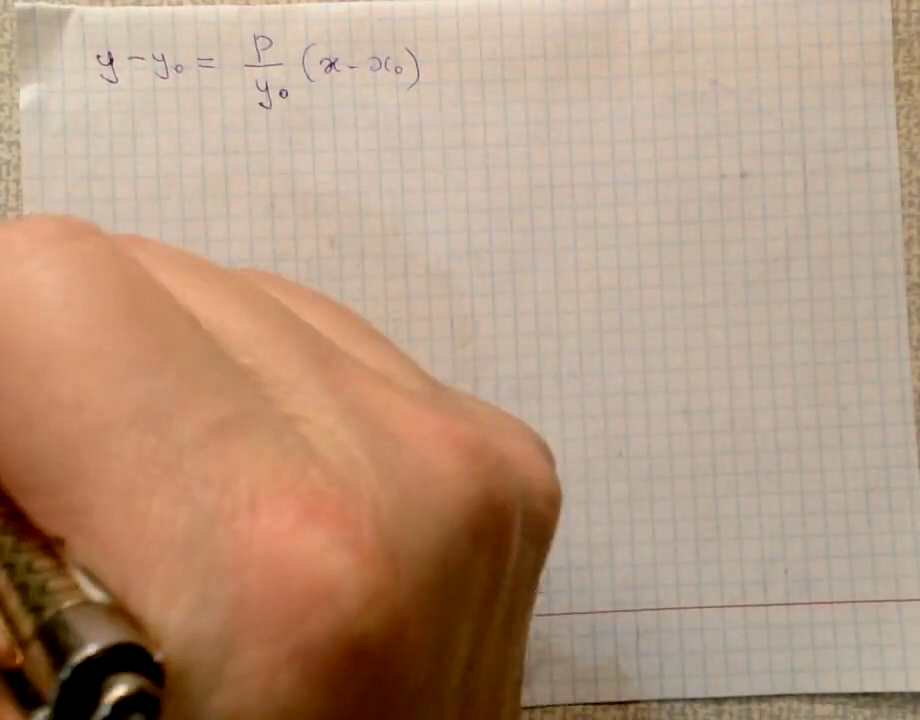 y - y₀ = p/y₀ (x - x₀)